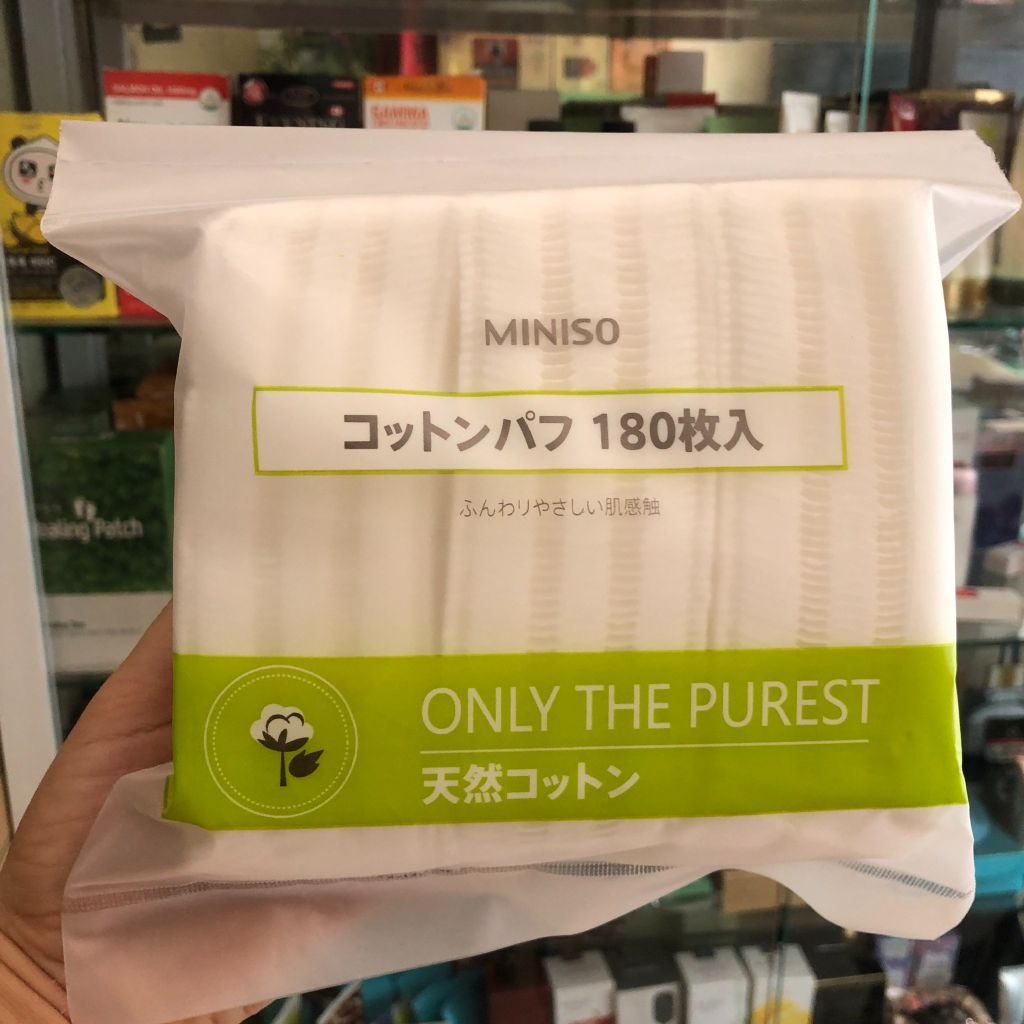 MINISO
コットンパフ 180枚入
ふんわりやさしい肌感触
ONLY THE PUREST
天然コットン
Patch